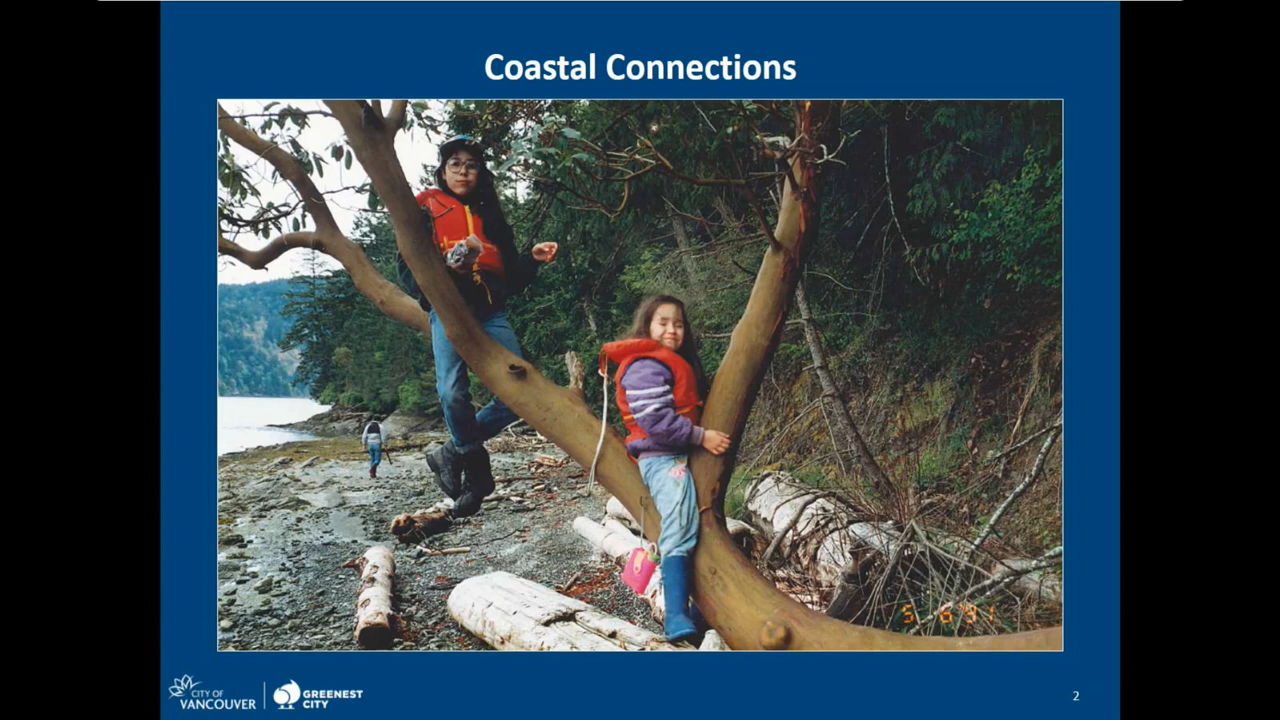 Coastal Connections
5 6'91
CITY OF
VANCOUVER
GREENEST
CITY
2